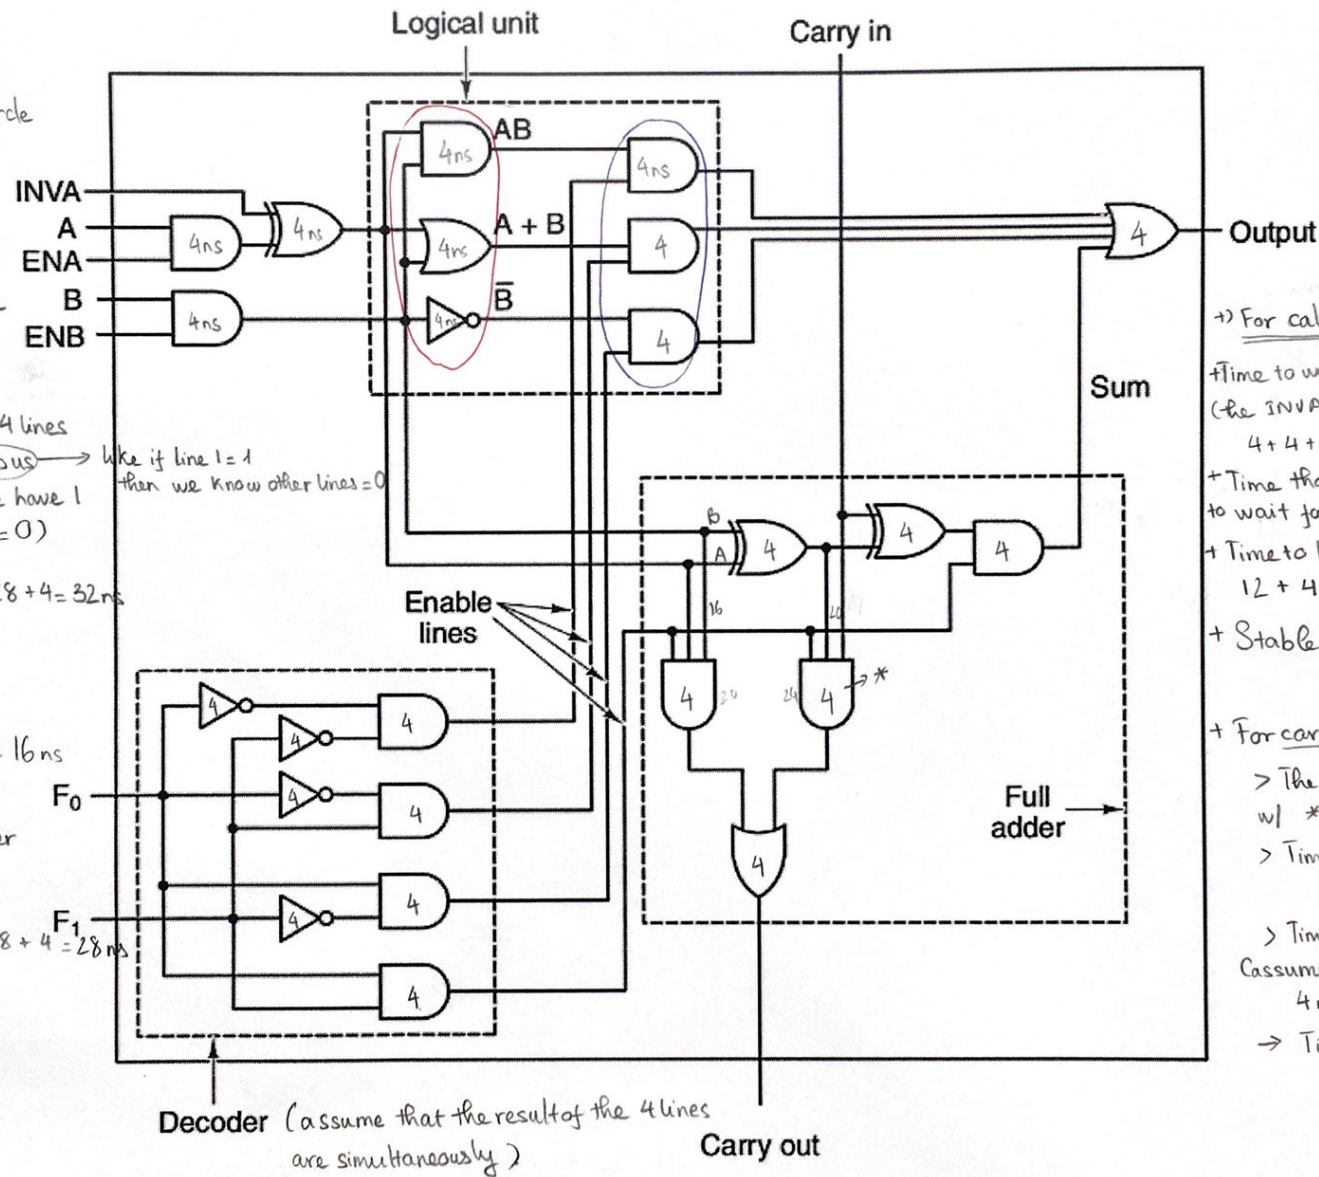 Logical unit
Carry in
INVA
A
ENA
B
ENB
4ns
4ns
4ns
4ns
4ns
4ns
AB
A + B
B̅
4ns
4
4
4
Output
4 lines
like if line 1=1
then we know other lines=0
have 1
=0)
8+4=32ns
16ns
8+4=28ns
+) For cal
+Time to w
(the INVA
4+4+
+ Time tha
to wait fo
+ Time to
12 + 4
+ Stable
+ For car
> The
w/ *
> Tim
> Tim
(assum
4
→ Ti
Sum
B
A
4
4
4
16
20
4
20
24
4
→ *
4
Full
adder
Enable
lines
F₀
F₁
4
4
4
4
4
4
4
4
Decoder (assume that the result of the 4 lines
are simultaneously)
Carry out